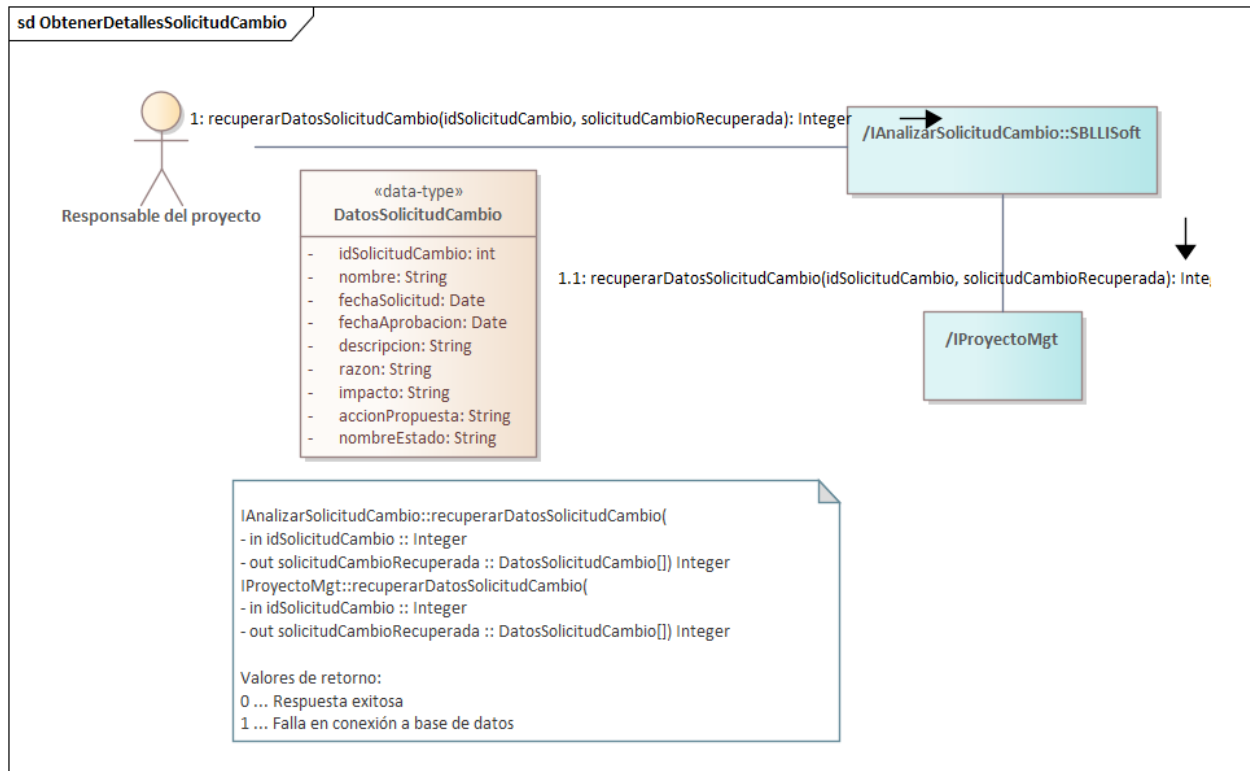 sd ObtenerDetallesSolicitudCambio
1: recuperarDatosSolicitudCambio(idSolicitudCambio, solicitudCambioRecuperada): Integer
/IAnalizarSolicitudCambio::SBLLISoft
Responsable del proyecto
«data-type»
DatosSolicitudCambio
- idSolicitudCambio: int
- nombre: String
- fechaSolicitud: Date
- fechaAprobacion: Date
- descripcion: String
- razon: String
- impacto: String
- accionPropuesta: String
- nombreEstado: String
1.1: recuperarDatosSolicitudCambio(idSolicitudCambio, solicitudCambioRecuperada): Inte
/IProyectoMgt
IAnalizarSolicitudCambio::recuperarDatosSolicitudCambio(
- in idSolicitudCambio :: Integer
- out solicitudCambioRecuperada :: DatosSolicitudCambio[]) Integer
IProyectoMgt::recuperarDatosSolicitudCambio(
- in idSolicitudCambio :: Integer
- out solicitudCambioRecuperada :: DatosSolicitudCambio[]) Integer
Valores de retorno:
0 ... Respuesta exitosa
1 ... Falla en conexión a base de datos